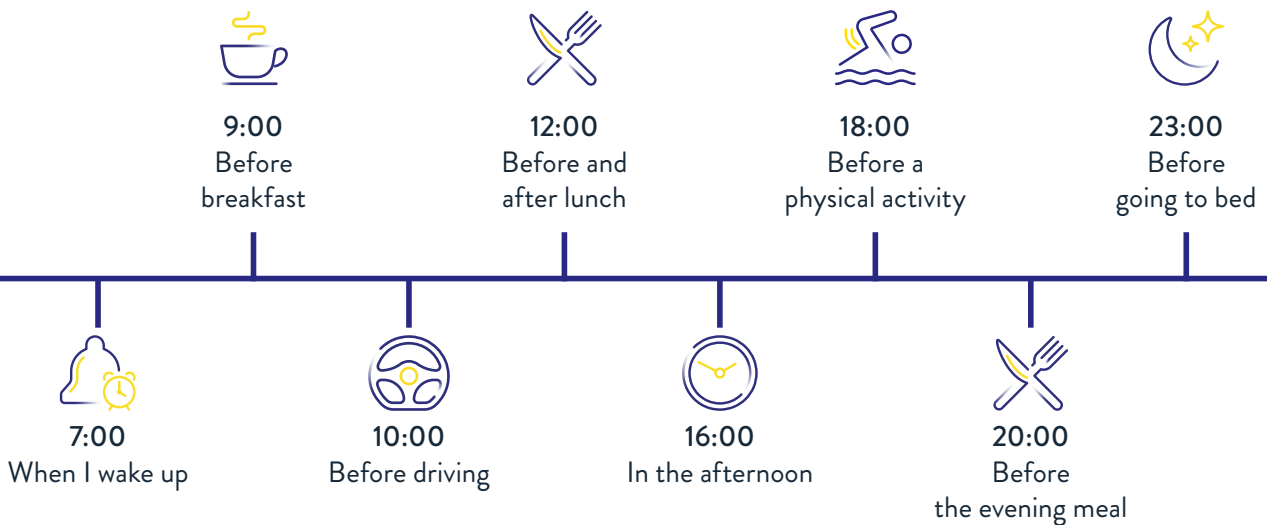 9:00
Before
breakfast
12:00
Before and
after lunch
18:00
Before a
physical activity
23:00
Before
going to bed
7:00
When I wake up
10:00
Before driving
16:00
In the afternoon
20:00
Before
the evening meal